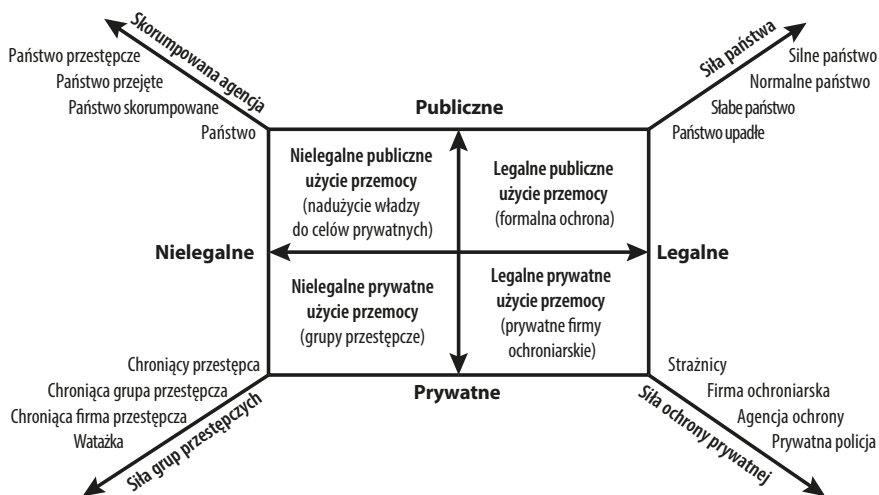 Skorumpowana agencja
Państwo przestępcze
Państwo przejęte
Państwo skorumpowane
Państwo
Siła państwa
Silne państwo
Normalne państwo
Słabe państwo
Państwo upadłe
Publiczne
Nielegalne publiczne
użycie przemocy
(nadużycie władzy
do celów prywatnych)
Legalne publiczne
użycie przemocy
(formalna ochrona)
Nielegalne
Legalne
Nielegalne prywatne
użycie przemocy
(grupy przestępcze)
Legalne prywatne
użycie przemocy
(prywatne firmy
ochroniarskie)
Prywatne
Chroniący przestępca
Chroniąca grupa przestępcza
Chroniąca firma przestępcza
Watażka
Siła grup przestępczych
Strażnicy
Firma ochroniarska
Agencja ochrony
Prywatna policja
Siła ochrony prywatnej